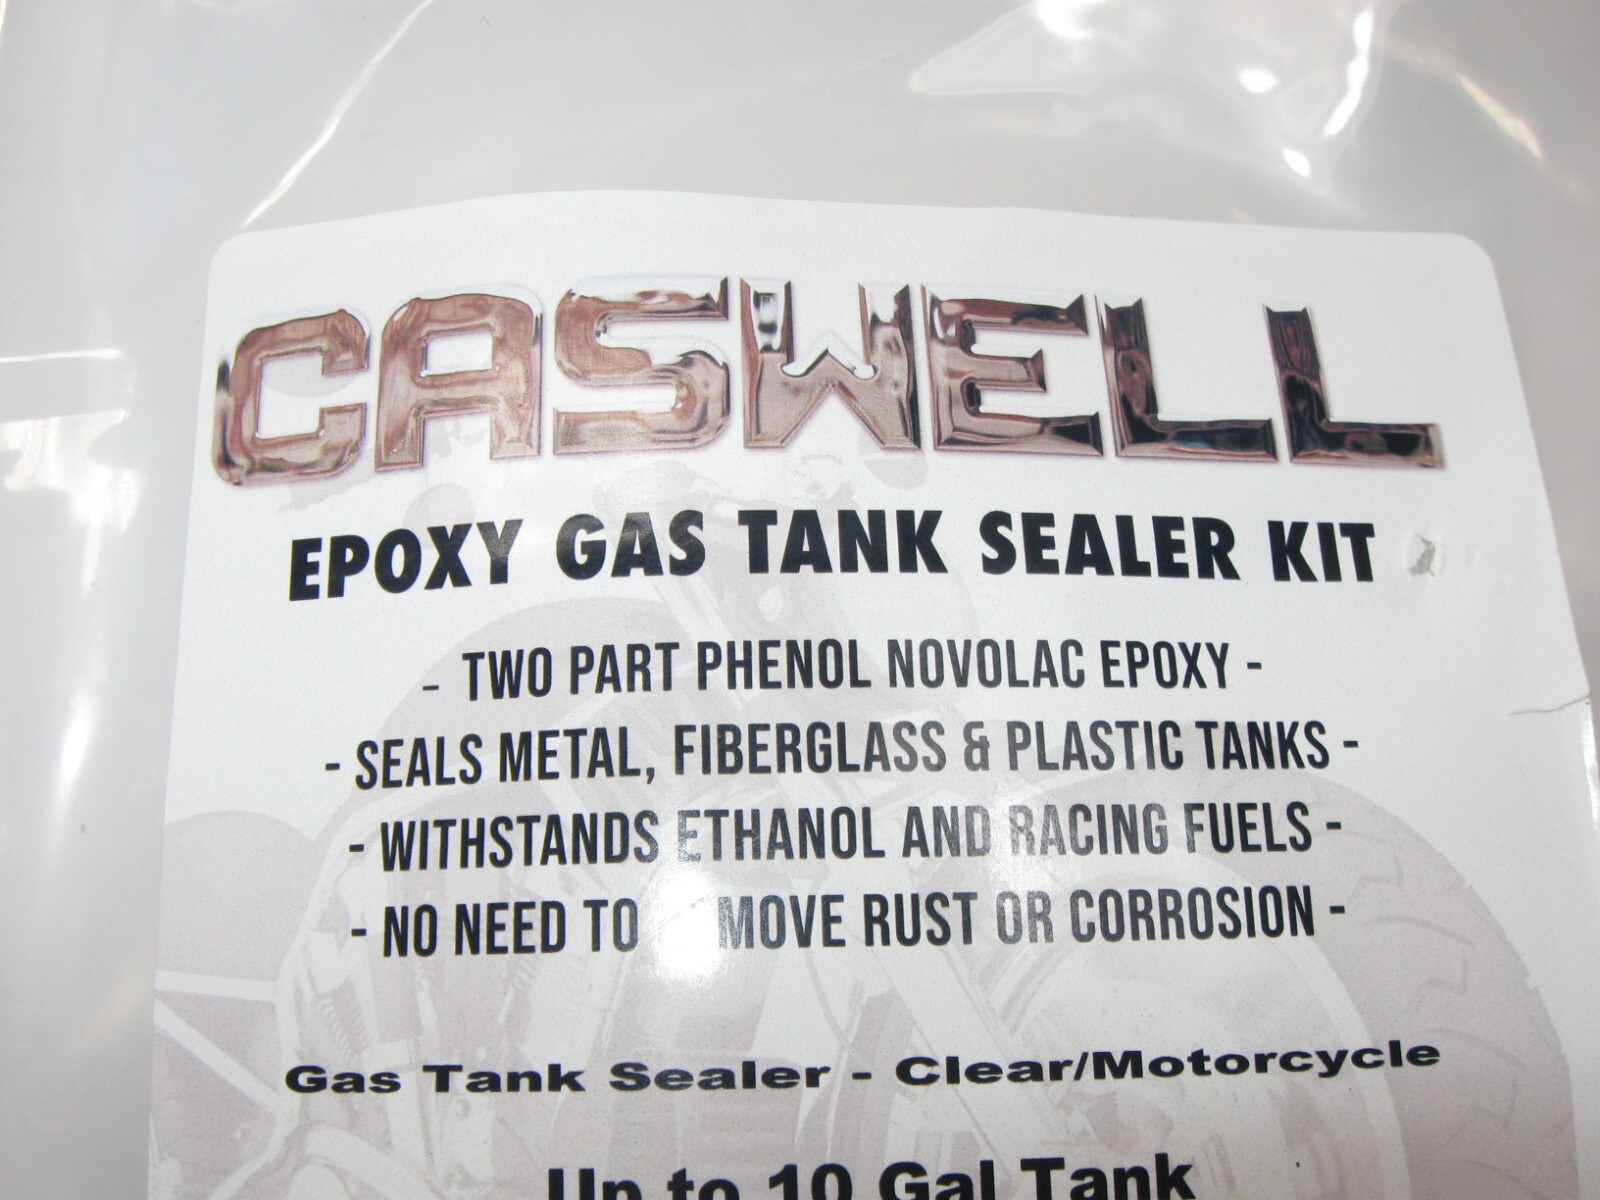 CASWELL
EPOXY GAS TANK SEALER KIT
- TWO PART PHENOL NOVOLAC EPOXY -
- SEALS METAL, FIBERGLASS & PLASTIC TANKS -
- WITHSTANDS ETHANOL AND RACING FUELS -
- NO NEED TO MOVE RUST OR CORROSION -
Gas Tank Sealer - Clear/Motorcycle
Up to 10 Gal Tank